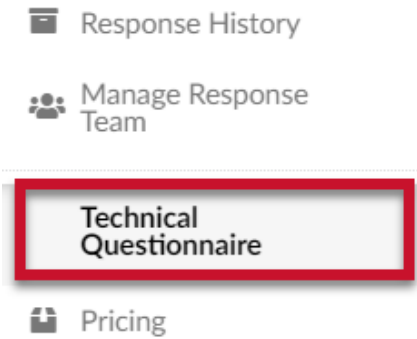 Response History
Manage Response
Team
Technical
Questionnaire
Pricing